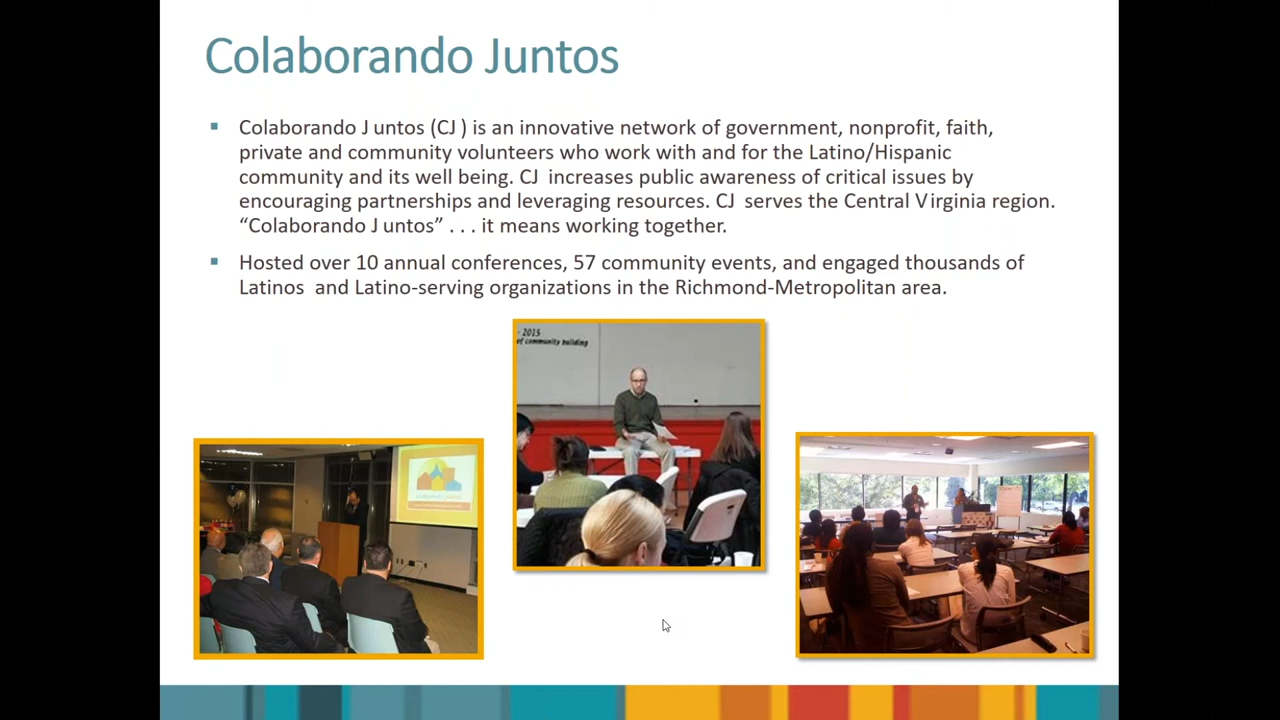 Colaborando Juntos
▪ Colaborando J untos (CJ ) is an innovative network of government, nonprofit, faith,
private and community volunteers who work with and for the Latino/Hispanic
community and its well being. CJ increases public awareness of critical issues by
encouraging partnerships and leveraging resources. CJ serves the Central Virginia region.
“Colaborando J untos” . . . it means working together.
▪ Hosted over 10 annual conferences, 57 community events, and engaged thousands of
Latinos and Latino-serving organizations in the Richmond-Metropolitan area.
2015
of community building